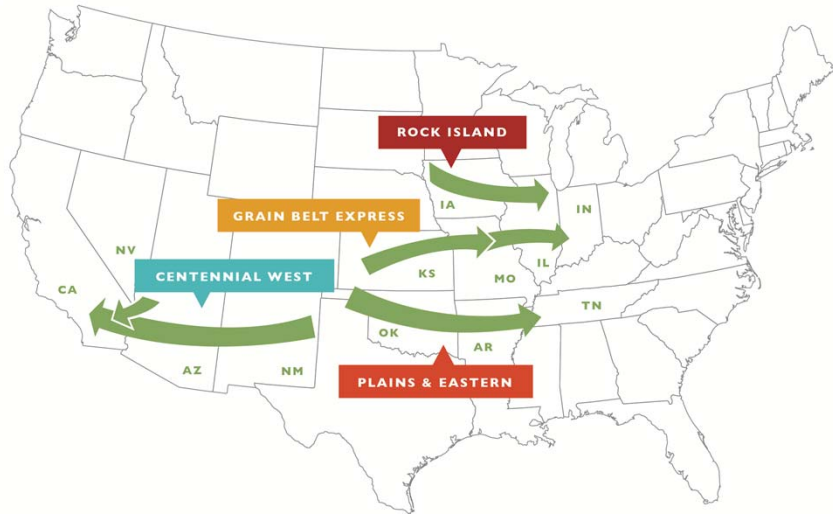 ROCK ISLAND
IA
IN
GRAIN BELT EXPRESS
NV
KS
MO
IL
CENTENNIAL WEST
CA
TN
OK
AR
AZ
NM
PLAINS & EASTERN